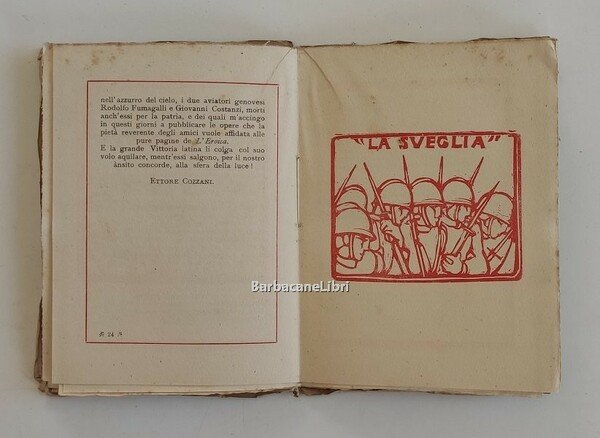 nell'azzurro del cielo, i due aviatori genovesi
Rodolfo Fumagalli e Giovanni Costanzi, morti
anch'essi per la patria, e dei quali m'accingo
in questi giorni a pubblicare le opere che la
pietà reverente degli amici vuole affidata alle
pure pagine de L'Eroica.
E la grande Vittoria latina li colga col suo
volo aquilare, mentr'essi salgono, per il nostro
ànsito concorde, alla sfera della luce!
Ettore Cozzani.
24
"LA SVEGLIA"
BarbacaneLibri